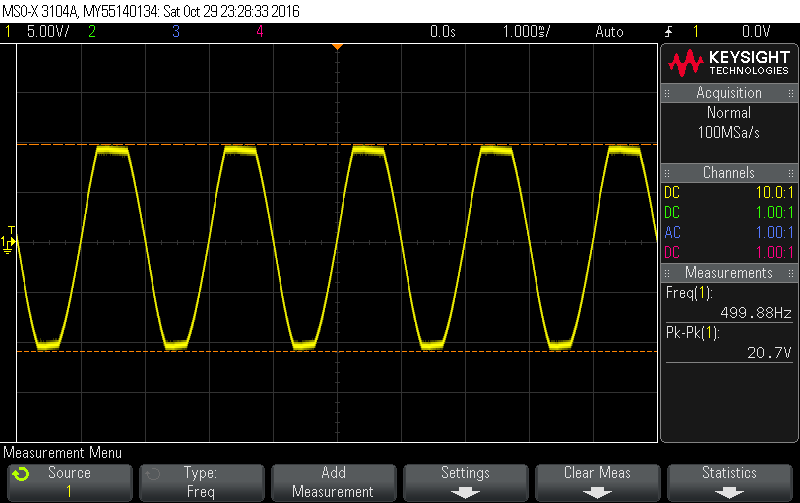 MSO-X 3104A, MY55140134: Sat Oct 29 23:28:33 2016
1 5.00V/ 2 3 4 0.0s 1.000ms/ Auto 1 0.0V
KEYSIGHT
TECHNOLOGIES
Acquisition
Normal
100MSa/s
Channels
DC 10.0:1
DC 1.00:1
AC 1.00:1
DC 1.00:1
Measurements
Freq(1):
499.88Hz
Pk-Pk(1):
20.7V
T
1
Measurement Menu
Source
1
Type:
Freq
Add
Measurement
Settings
Clear Meas
Statistics